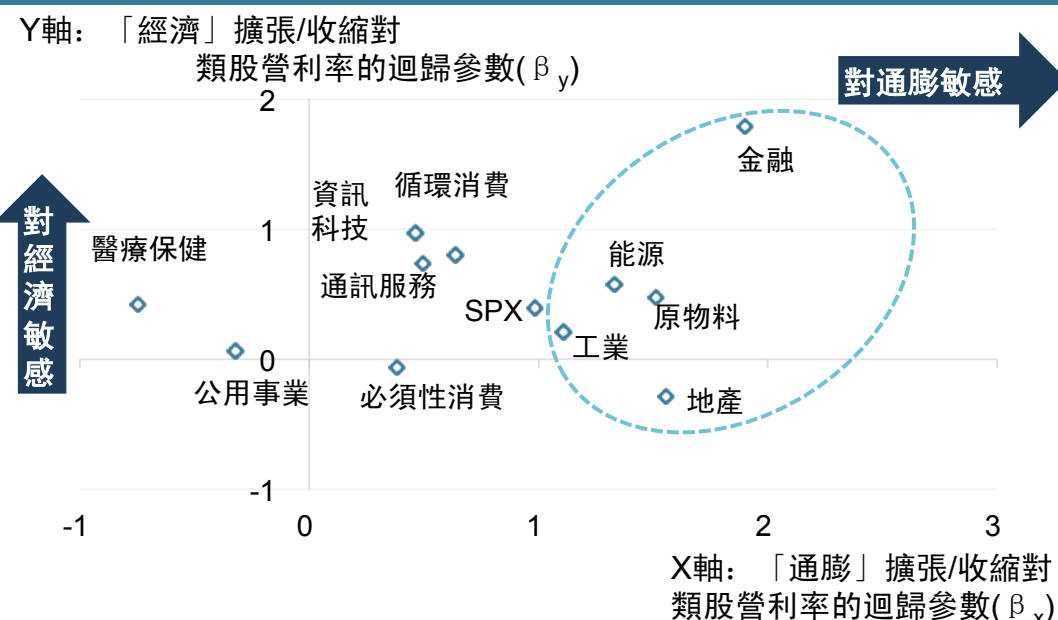 Y軸：「經濟」擴張/收縮對
類股營利率的迴歸參數(βy)
對通膨敏感
對經濟敏感
2
1
0
-1
-1
0
1
2
3
金融
資訊
科技
循環消費
醫療保健
通訊服務
能源
SPX
原物料
工業
公用事業
必須性消費
地產
X軸：「通膨」擴張/收縮對
類股營利率的迴歸參數(βx)